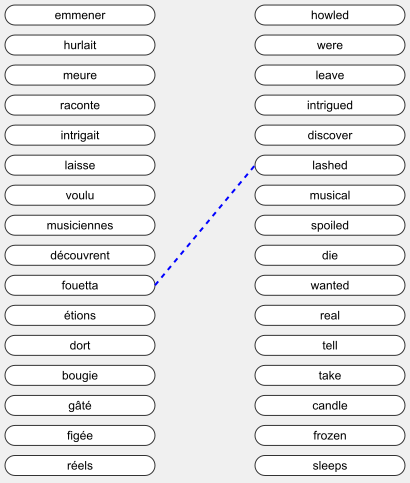 emmener howled
hurlait were
meure leave
raconte intrigued
intrigait discover
laisse lashed
voulu musical
musiciennes spoiled
découvrent die
fouetta wanted
étions real
dort tell
bougie take
gâté candle
figée frozen
réels sleeps